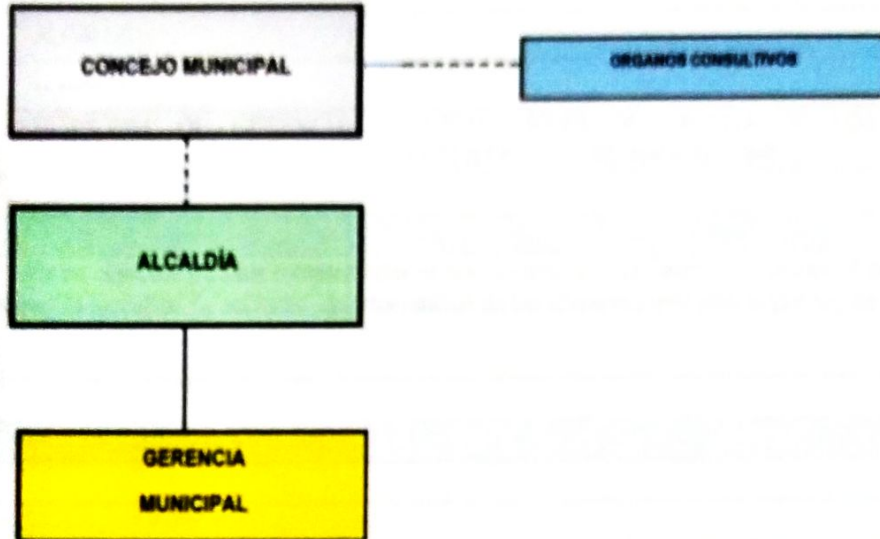 CONCEJO MUNICIPAL
ORGANOS CONSULTIVOS
ALCALDÍA
GERENCIA
MUNICIPAL